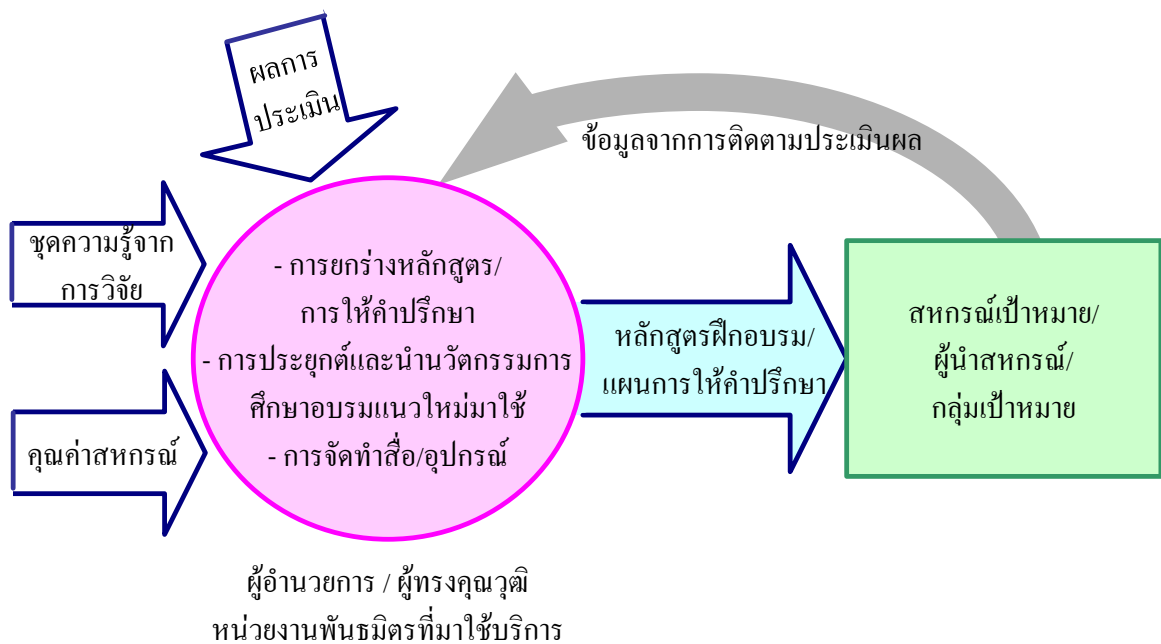 ผลการ
ประเมิน
ข้อมูลจากการติดตามประเมินผล
ชุดความรู้จาก
การวิจัย
- การยกร่างหลักสูตร/
การให้คำปรึกษา
- การประยุกต์และนำนวัตกรรมการ
ศึกษาอบรมแนวใหม่มาใช้
- การจัดทำสื่อ/อุปกรณ์
คุณค่าสหกรณ์
หลักสูตรฝึกอบรม/
แผนการให้คำปรึกษา
สหกรณ์เป้าหมาย/
ผู้นำสหกรณ์/
กลุ่มเป้าหมาย
ผู้อำนวยการ / ผู้ทรงคุณวุฒิ
หน่วยงานพันธมิตรที่มาใช้บริการ